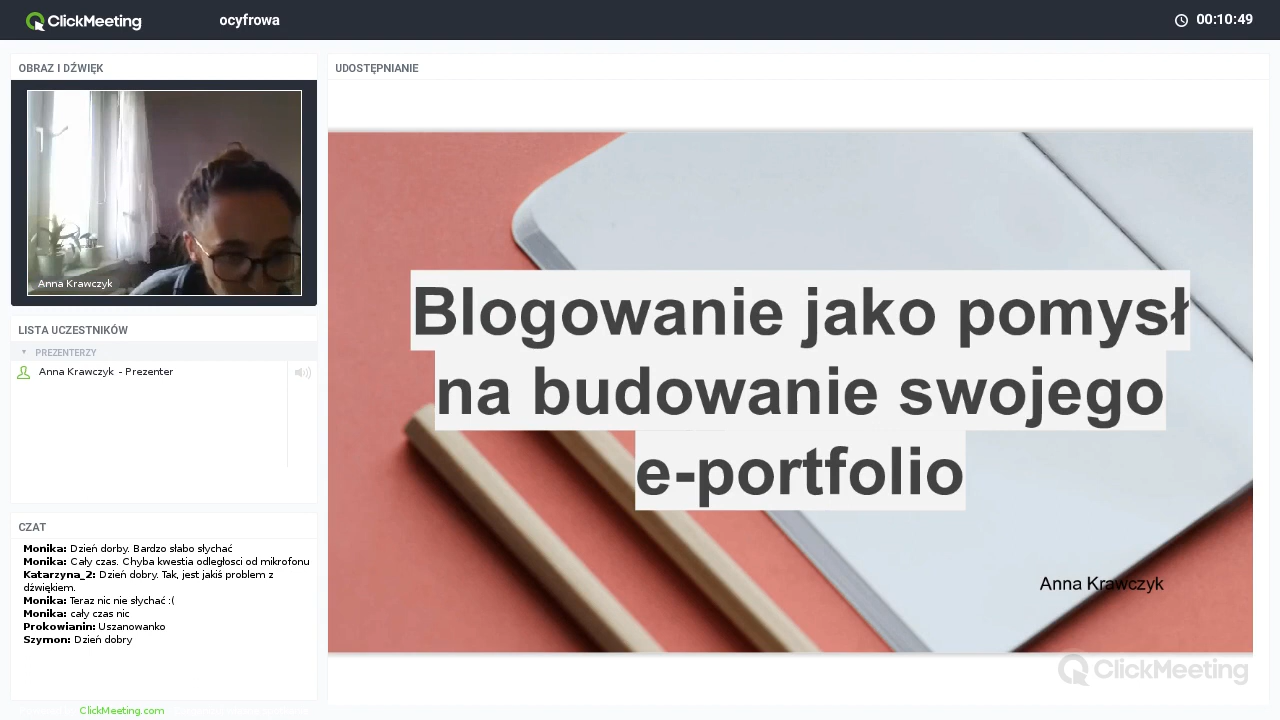 ClickMeeting
ocyfrowa
00:10:49
OBRAZ I DŹWIĘK
Anna Krawczyk
LISTA UCZESTNIKÓW
PREZENTERZY
Anna Krawczyk - Prezenter
CZAT
Monika: Dzień dorby. Bardzo słabo słychać
Monika: Cały czas. Chyba kwestia odległosci od mikrofonu
Katarzyna_2: Dzień dobry. Tak, jest jakiś problem z
dźwiękiem.
Monika: Teraz nic nie słychać :(
Monika: cały czas nic
Prokowianin: Uszanowanko
Szymon: Dzień dobry
ClickMeeting.com
UDOSTĘPNIANIE
Blogowanie jako pomysł
na budowanie swojego
e-portfolio
Anna Krawczyk
ClickMeeting